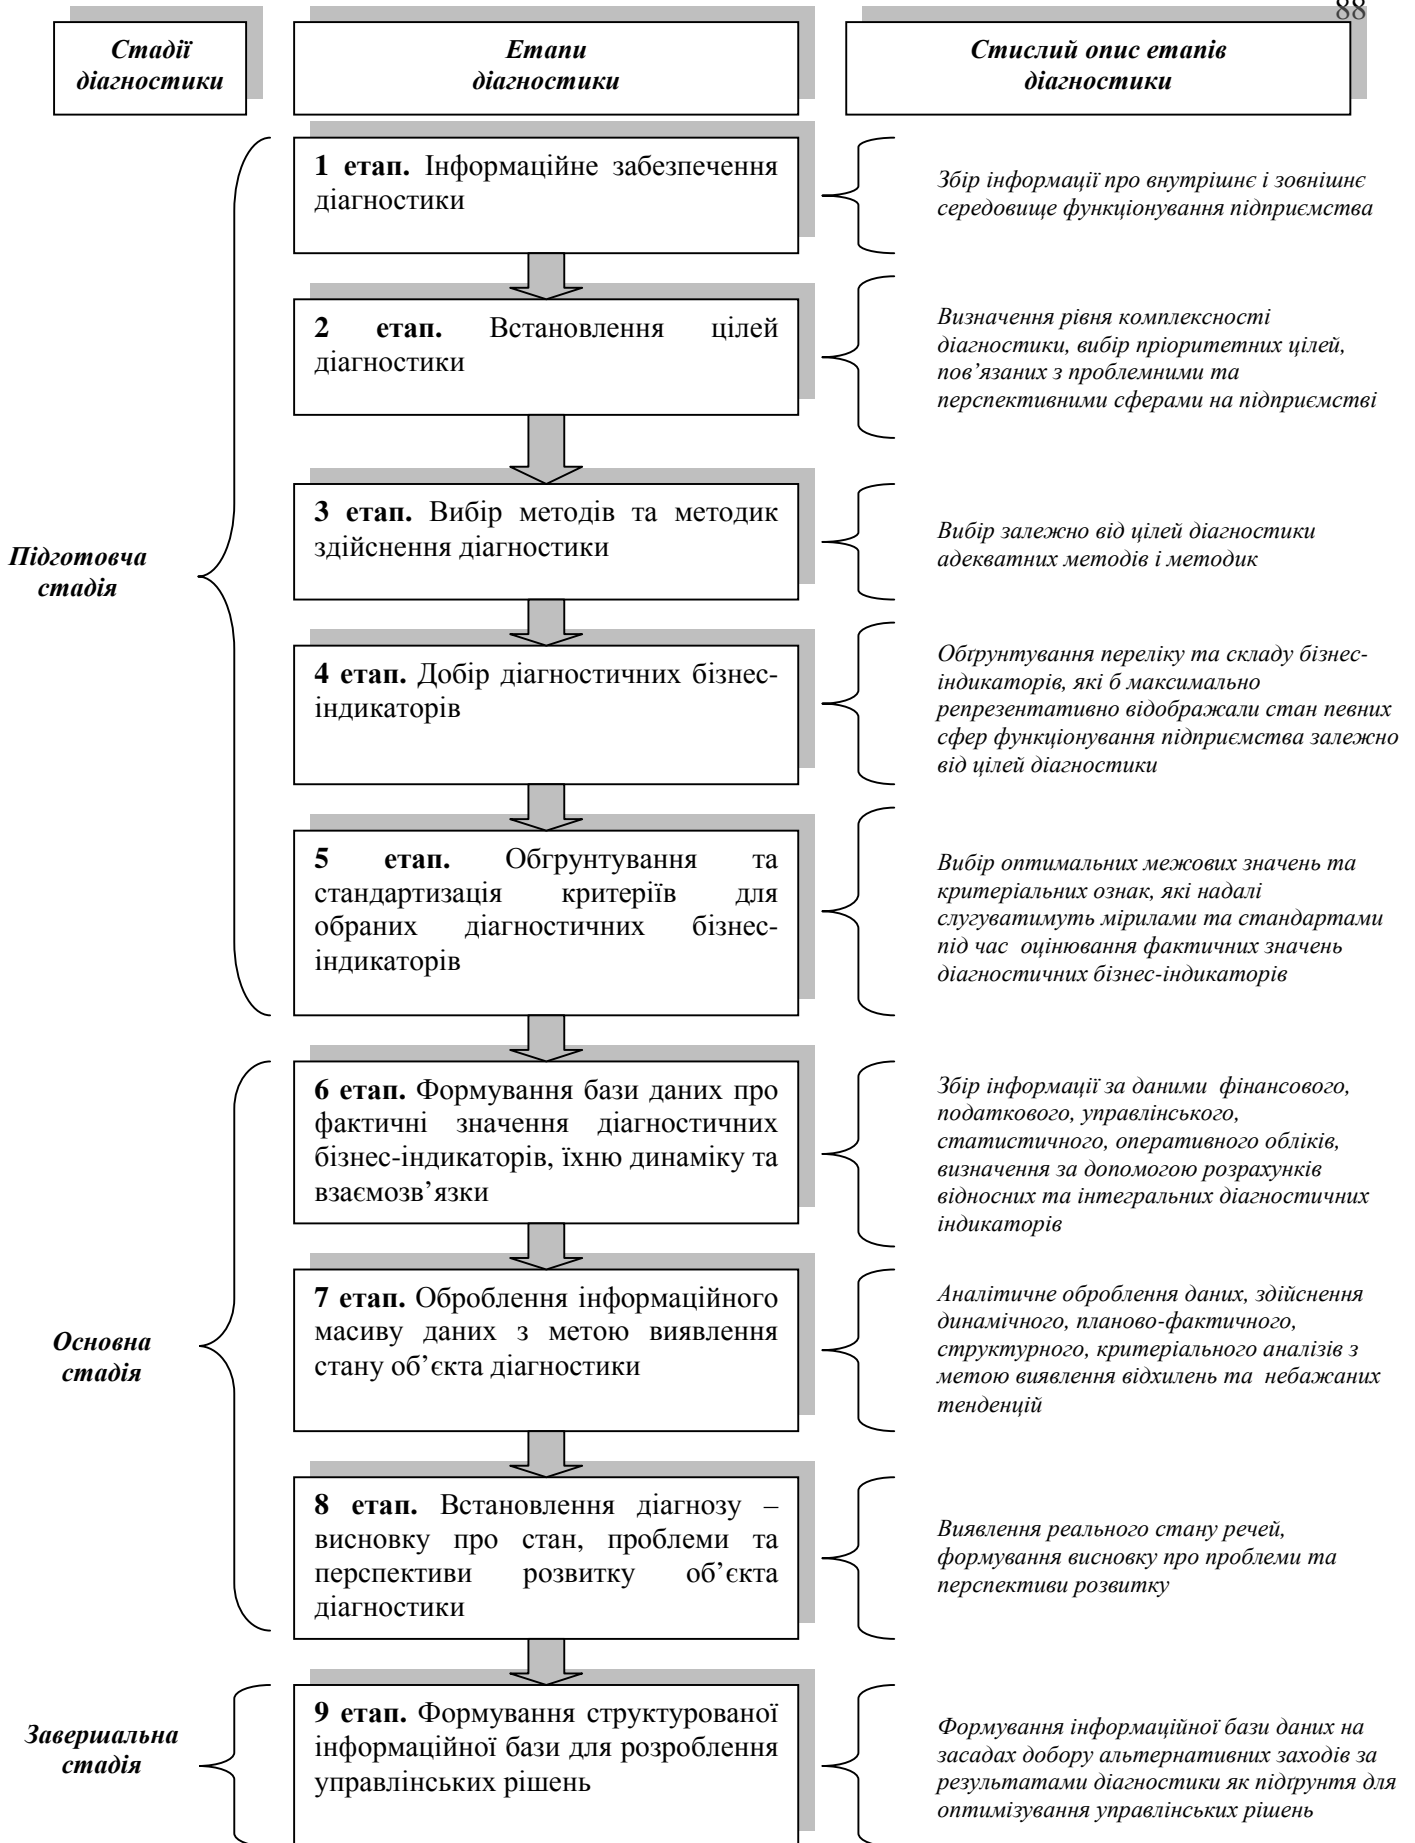 88
Стадії
діагностики
Етапи
діагностики
Стислий опис етапів
діагностики
Підготовча
стадія
1 етап. Інформаційне забезпечення
діагностики
Збір інформації про внутрішнє і зовнішнє
середовище функціонування підприємства
2 етап. Встановлення цілей
діагностики
Визначення рівня комплексності
діагностики, вибір пріоритетних цілей,
пов’язаних з проблемними та
перспективними сферами на підприємстві
3 етап. Вибір методів та методик
здійснення діагностики
Вибір залежно від цілей діагностики
адекватних методів і методик
4 етап. Добір діагностичних бізнес-
індикаторів
Обґрунтування переліку та складу бізнес-
індикаторів, які б максимально
репрезентативно відображали стан певних
сфер функціонування підприємства залежно
від цілей діагностики
5 етап. Обгрунтування та
стандартизація критеріїв для
обраних діагностичних бізнес-
індикаторів
Вибір оптимальних межових значень та
критеріальних ознак, які надалі
слугуватимуть мірилами та стандартами
під час оцінювання фактичних значень
діагностичних бізнес-індикаторів
Основна
стадія
6 етап. Формування бази даних про
фактичні значення діагностичних
бізнес-індикаторів, їхню динаміку та
взаємозв’язки
Збір інформації за даними фінансового,
податкового, управлінського,
статистичного, оперативного обліків,
визначення за допомогою розрахунків
відносних та інтегральних діагностичних
індикаторів
7 етап. Оброблення інформаційного
масиву даних з метою виявлення
стану об’єкта діагностики
Аналітичне оброблення даних, здійснення
динамічного, планово-фактичного,
структурного, критеріального аналізів з
метою виявлення відхилень та небажаних
тенденцій
8 етап. Встановлення діагнозу –
висновку про стан, проблеми та
перспективи розвитку об’єкта
діагностики
Виявлення реального стану речей,
формування висновку про проблеми та
перспективи розвитку
Завершальна
стадія
9 етап. Формування структурованої
інформаційної бази для розроблення
управлінських рішень
Формування інформаційної бази даних на
засадах добору альтернативних заходів за
результатами діагностики як підґрунтя для
оптимізування управлінських рішень